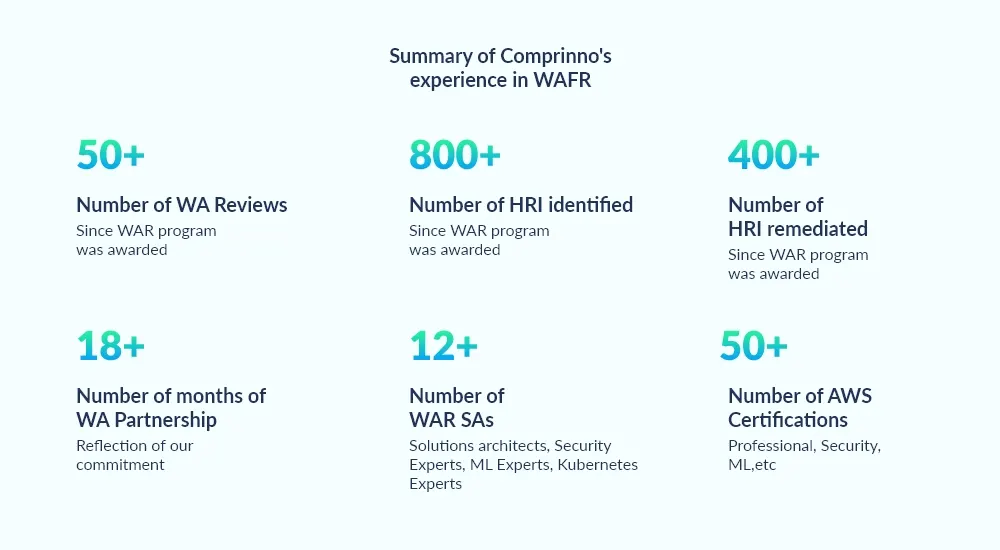 Summary of Comprinno's
experience in WAFR
50+
Number of WA Reviews
Since WAR program
was awarded
800+
Number of HRI identified
Since WAR program
was awarded
400+
Number of
HRI remediated
Since WAR program
was awarded
18+
Number of months of
WA Partnership
Reflection of our
commitment
12+
Number of
WAR SAs
Solutions architects, Security
Experts, ML Experts, Kubernetes
Experts
50+
Number of AWS
Certifications
Professional, Security,
ML,etc